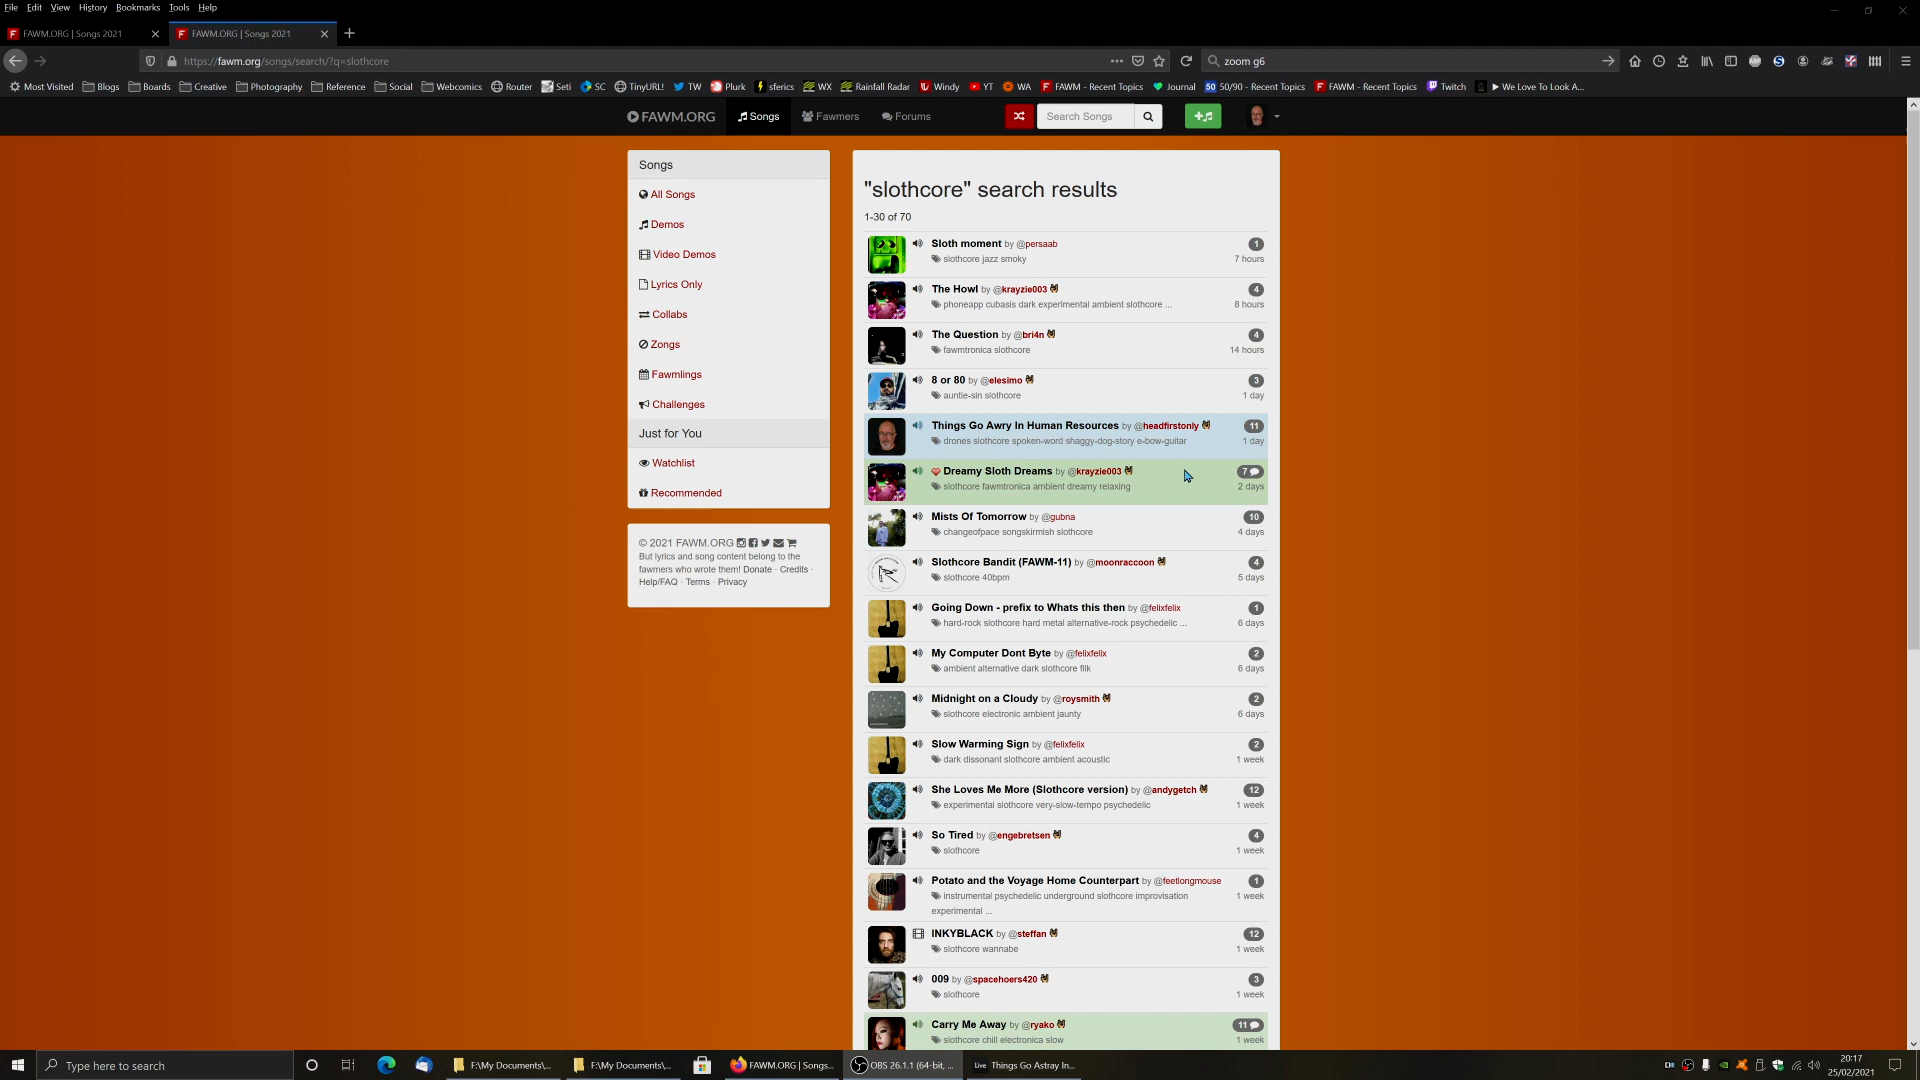 File Edit View History Bookmarks Tools Help
FAWM.ORG | Songs 2021
FAWM.ORG | Songs 2021
https://fawm.org/songs/search/?q=slothcore
zoom g6
Most Visited Blogs Boards Creative Photography Reference Social Webcomics Router Seti SC TinyURL! TW Plurk sferics WX Rainfall Radar Windy YT WA FAWM - Recent Topics Journal 50/90 - Recent Topics FAWM - Recent Topics Twitch We Love To Look A...
FAWM.ORG Songs Fawmers Forums Search Songs
Songs
All Songs
Demos
Video Demos
Lyrics Only
Collabs
Zongs
Fawmlings
Challenges
Just for You
Watchlist
Recommended
© 2021 FAWM.ORG
But lyrics and song content belong to the
fawmers who wrote them! Donate · Credits ·
Help/FAQ · Terms · Privacy
"slothcore" search results
1-30 of 70
Sloth moment by @persaab 1
slothcore jazz smoky 7 hours
The Howl by @krayzie003 4
phoneapp cubasis dark experimental ambient slothcore ... 8 hours
The Question by @bri4n 4
fawmtronica slothcore 14 hours
8 or 80 by @elesimo 3
auntie-sin slothcore 1 day
Things Go Awry In Human Resources by @headfirstonly 11
drones slothcore spoken-word shaggy-dog-story e-bow-guitar 1 day
Dreamy Sloth Dreams by @krayzie003 7
slothcore fawmtronica ambient dreamy relaxing 2 days
Mists Of Tomorrow by @gubna 10
changeofpace songskirmish slothcore 4 days
Slothcore Bandit (FAWM-11) by @moonraccoon 4
slothcore 40bpm 5 days
Going Down - prefix to Whats this then by @felixfelix 1
hard-rock slothcore hard metal alternative-rock psychedelic ... 6 days
My Computer Dont Byte by @felixfelix 2
ambient alternative dark slothcore filk 6 days
Midnight on a Cloudy by @roysmith 2
slothcore electronic ambient jaunty 6 days
Slow Warming Sign by @felixfelix 2
dark dissonant slothcore ambient acoustic 1 week
She Loves Me More (Slothcore version) by @andygetch 12
experimental slothcore very-slow-tempo psychedelic 1 week
So Tired by @engebretsen 4
slothcore 1 week
Potato and the Voyage Home Counterpart by @feetlongmouse 1
instrumental psychedelic underground slothcore improvisation 1 week
experimental ...
INKYBLACK by @steffan 12
slothcore wannabe 1 week
009 by @spacehoers420 3
slothcore 1 week
Carry Me Away by @ryako 11
slothcore chill electronica slow 1 week
Type here to search
F:\My Documents\...
F:\My Documents\...
FAWM.ORG | Songs...
OBS 26.1.1 (64-bit, ...
Live Things Go Astray In...
20:17
25/02/2021